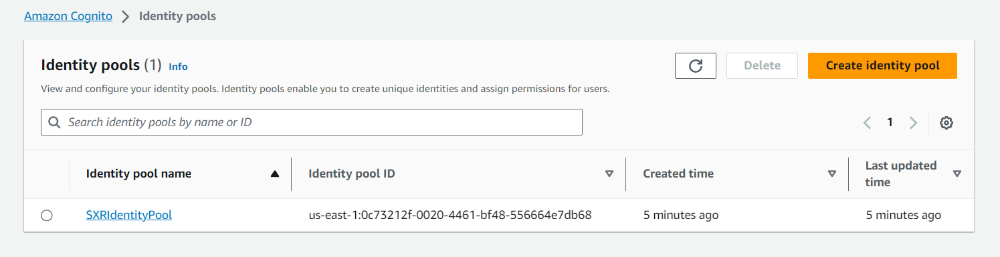 Amazon Cognito > Identity pools
Identity pools (1) Info
Delete
Create identity pool
View and configure your identity pools. Identity pools enable you to create unique identities and assign permissions for users.
Search identity pools by name or ID
1
Identity pool name
Identity pool ID
Created time
Last updated
time
SXRIdentityPool
us-east-1:0c73212f-0020-4461-bf48-556664e7db68
5 minutes ago
5 minutes ago